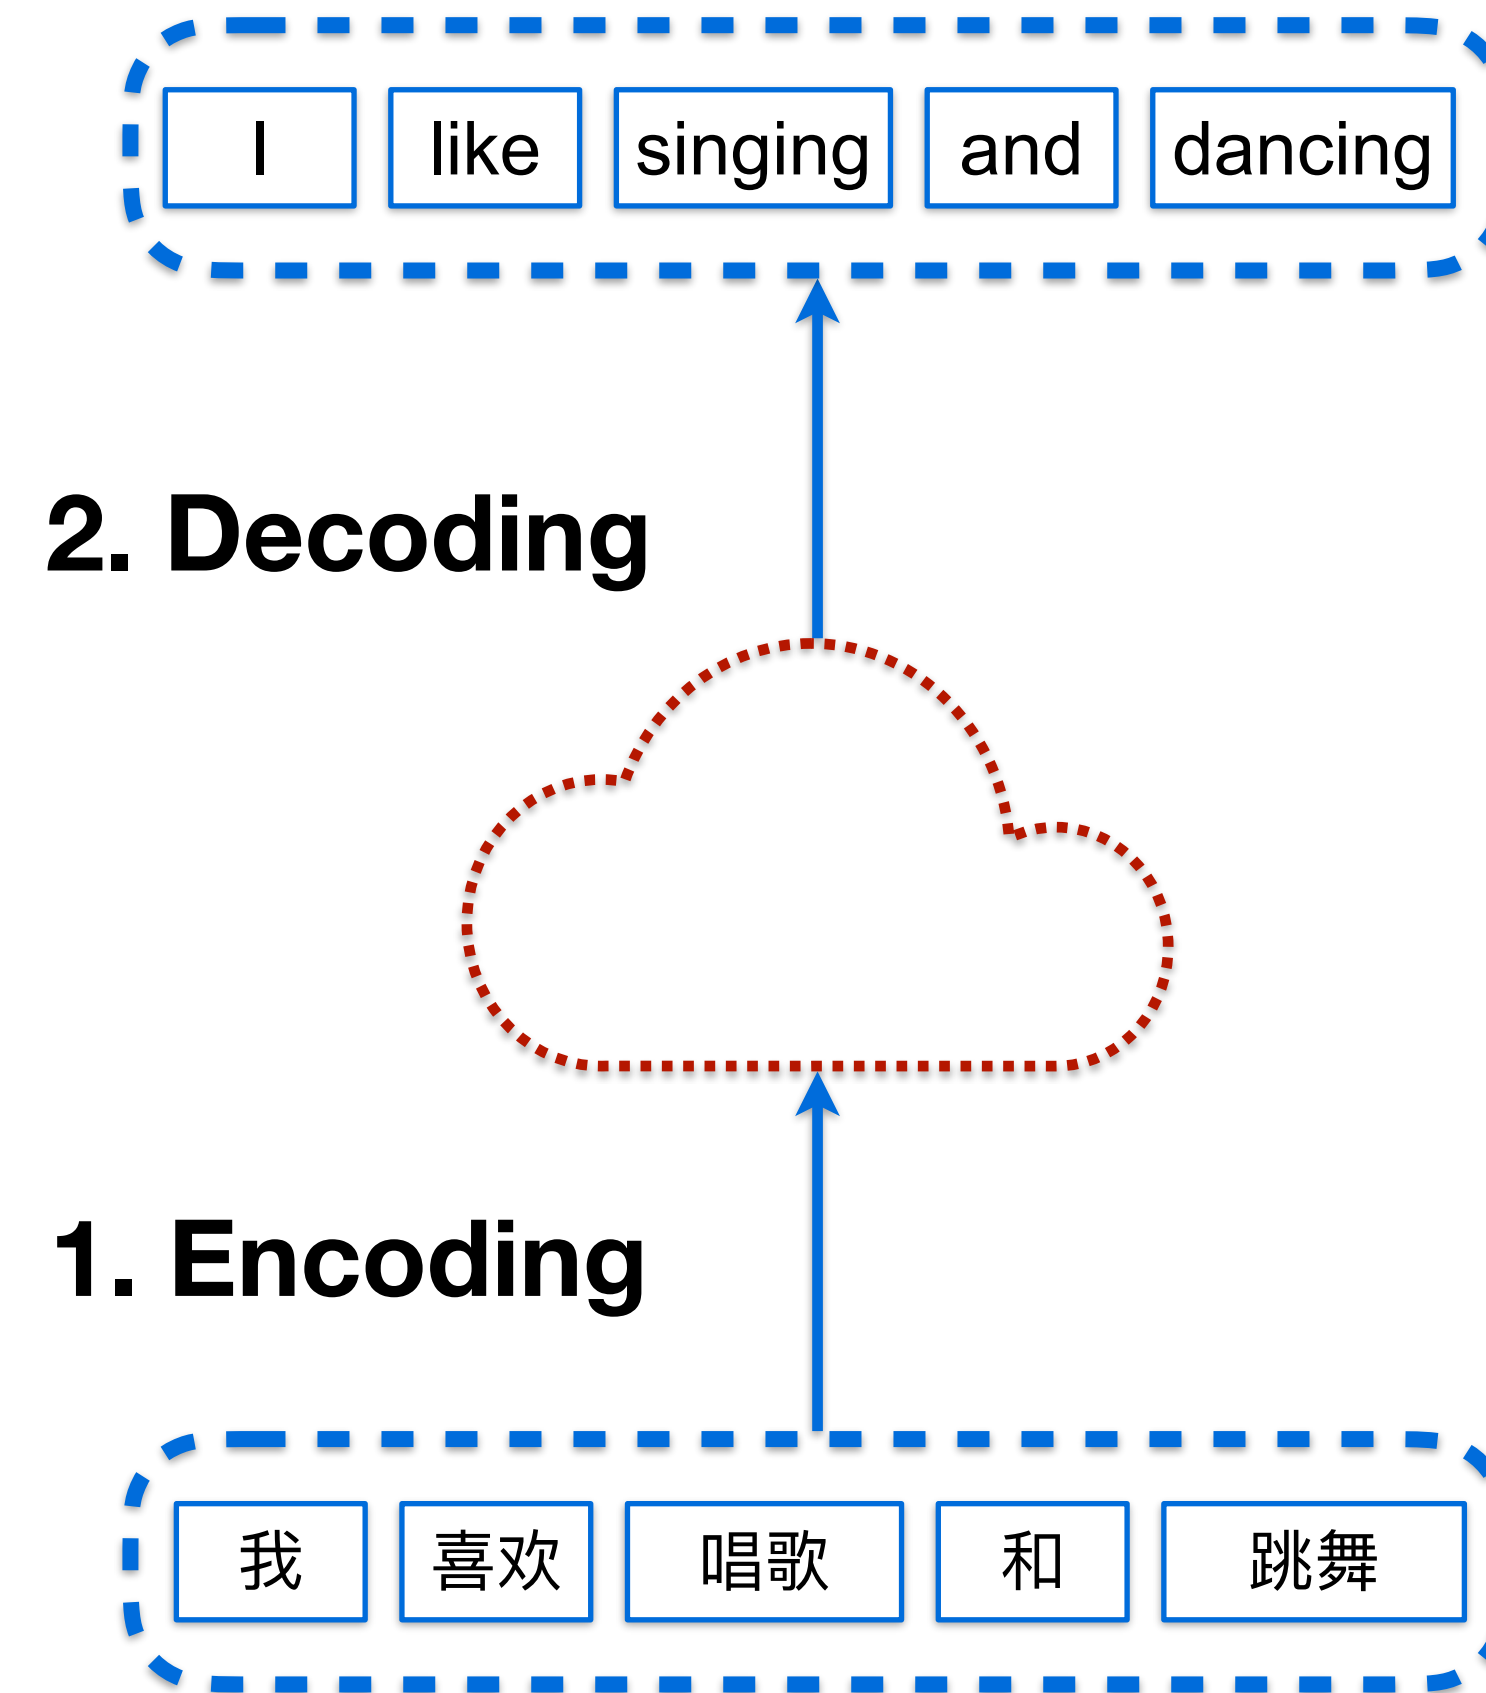 I like singing and dancing
2. Decoding
1. Encoding
我 喜欢 唱歌 和 跳舞